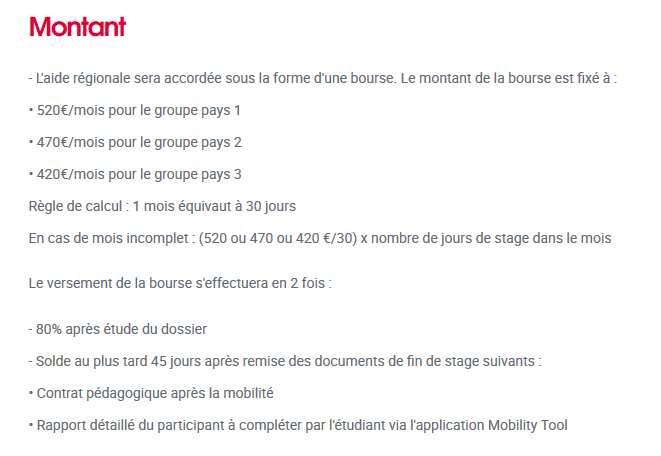 Montant
- L'aide régionale sera accordée sous la forme d'une bourse. Le montant de la bourse est fixé à :
• 520€/mois pour le groupe pays 1
• 470€/mois pour le groupe pays 2
• 420€/mois pour le groupe pays 3
Règle de calcul : 1 mois équivaut à 30 jours
En cas de mois incomplet : (520 ou 470 ou 420 €/30) x nombre de jours de stage dans le mois
Le versement de la bourse s'effectuera en 2 fois :
- 80% après étude du dossier
- Solde au plus tard 45 jours après remise des documents de fin de stage suivants :
• Contrat pédagogique après la mobilité
• Rapport détaillé du participant à compléter par l'étudiant via l'application Mobility Tool